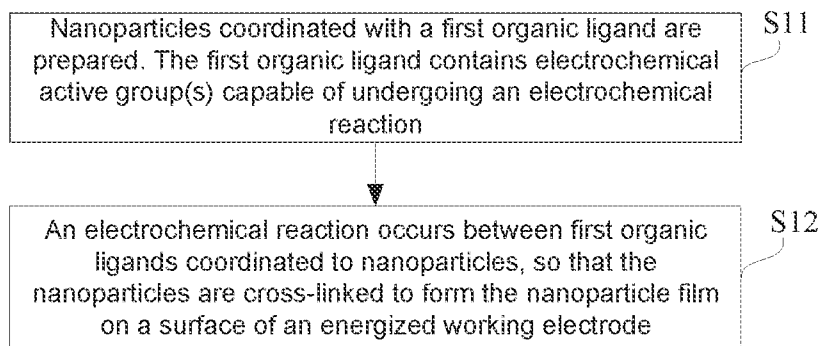 Nanoparticles coordinated with a first organic ligand are
prepared. The first organic ligand contains electrochemical
active group(s) capable of undergoing an electrochemical
reaction
S11
An electrochemical reaction occurs between first organic
ligands coordinated to nanoparticles, so that the
nanoparticles are cross-linked to form the nanoparticle film
on a surface of an energized working electrode
S12